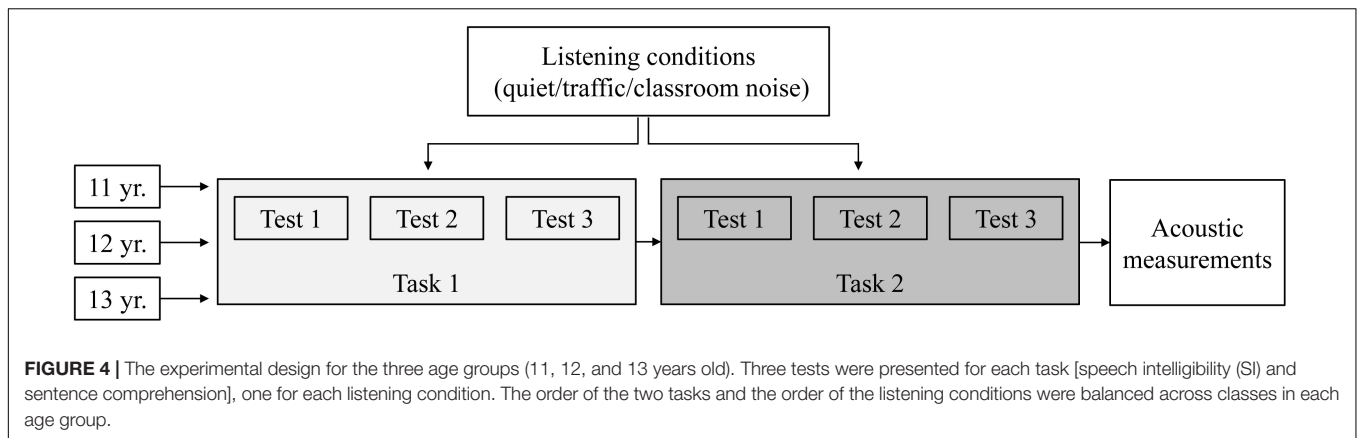 Listening conditions
(quiet/traffic/classroom noise)
11 yr.
12 yr.
13 yr.
Test 1
Test 2
Test 3
Task 1
Test 1
Test 2
Test 3
Task 2
Acoustic
measurements
FIGURE 4 | The experimental design for the three age groups (11, 12, and 13 years old). Three tests were presented for each task [speech intelligibility (SI) and
sentence comprehension], one for each listening condition. The order of the two tasks and the order of the listening conditions were balanced across classes in each
age group.